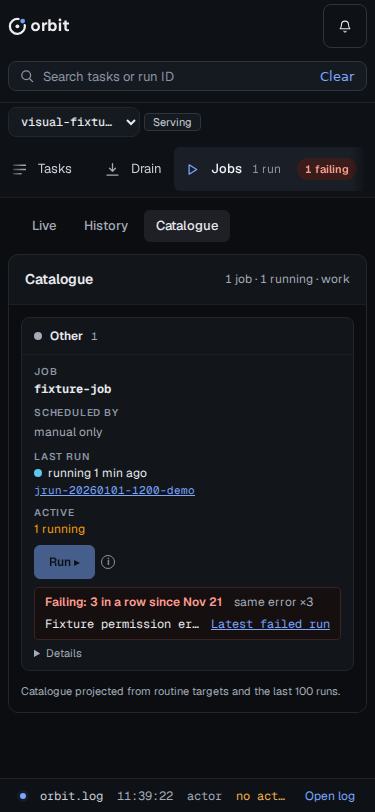 orbit
Search tasks or run ID Clear
visual-fixtu… Serving
Tasks Drain Jobs 1 run 1 failing
Live History Catalogue
Catalogue 1 job · 1 running · work
Other 1
JOB
fixture-job
SCHEDULED BY
manual only
LAST RUN
running 1 min ago
jrun-20260101-1200-demo
ACTIVE
1 running
Run ▸ i
Failing: 3 in a row since Nov 21 same error ×3
Fixture permission er… Latest failed run
▶ Details
Catalogue projected from routine targets and the last 100 runs.
orbit.log 11:39:22 actor no act… Open log